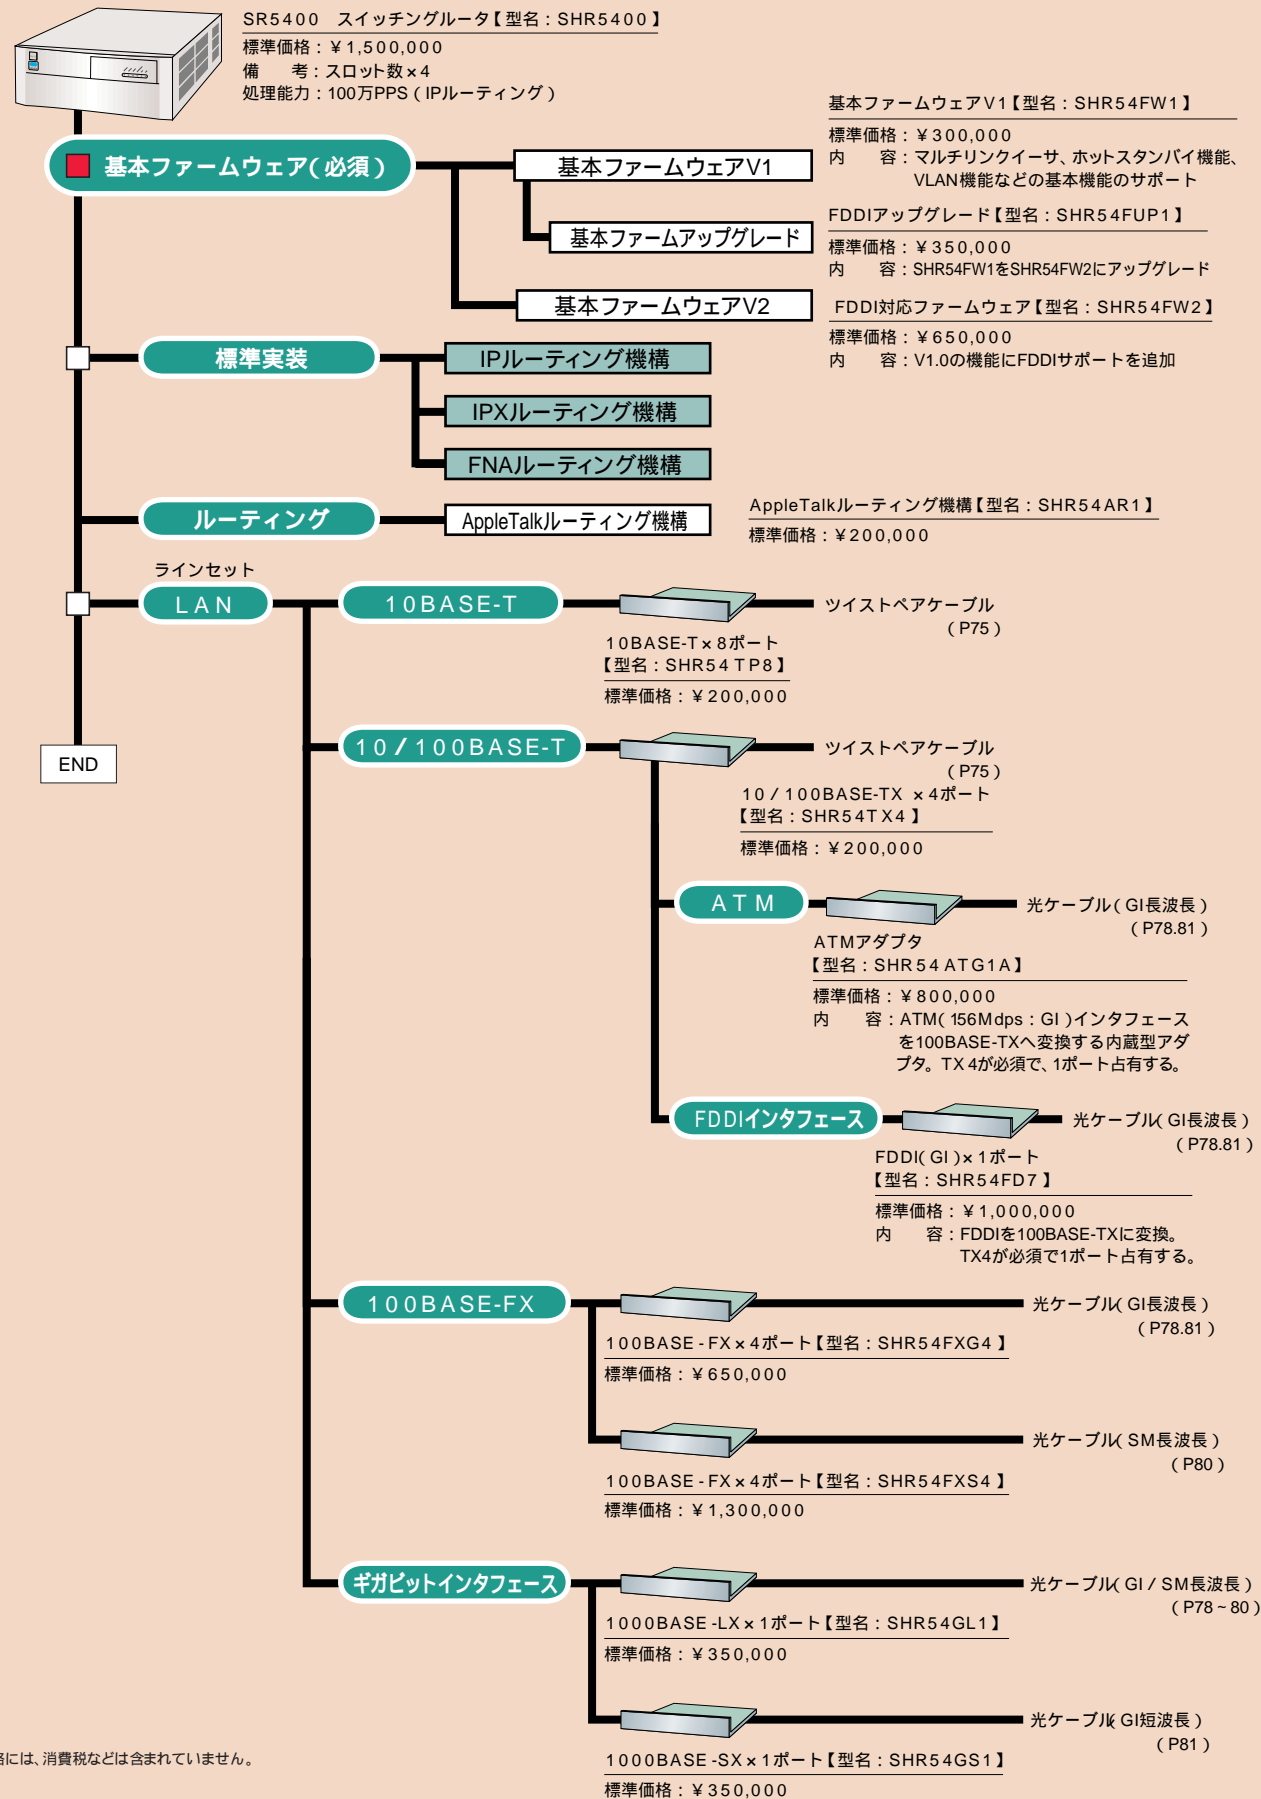 SR5400　スイッチングルータ【型名：SHR5400】
標準価格：￥1,500,000
備　　考：スロット数×4
処理能力：100万PPS（IPルーティング）
基本ファームウェア（必須）
基本ファームウェアV1
基本ファームウェアV1【型名：SHR54FW1】
標準価格：￥300,000
内　　容：マルチリンクイーサ、ホットスタンバイ機能、
VLAN機能などの基本機能のサポート
基本ファームアップグレード
FDDIアップグレード【型名：SHR54FUP1】
標準価格：￥350,000
内　　容：SHR54FW1をSHR54FW2にアップグレード
基本ファームウェアV2
FDDI対応ファームウェア【型名：SHR54FW2】
標準価格：￥650,000
内　　容：V1.0の機能にFDDIサポートを追加
標準実装
IPルーティング機構
IPXルーティング機構
FNAルーティング機構
ルーティング
AppleTalkルーティング機構
AppleTalkルーティング機構【型名：SHR54AR1】
標準価格：￥200,000
ラインセット
LAN
10BASE-T
ツイストペアケーブル
（P75）
10BASE-T×8ポート
【型名：SHR54TP8】
標準価格：￥200,000
END
10／100BASE-T
ツイストペアケーブル
（P75）
10／100BASE-TX ×4ポート
【型名：SHR54TX4】
標準価格：￥200,000
ATM
光ケーブル（GI長波長）
（P78.81）
ATMアダプタ
【型名：SHR54ATG1A】
標準価格：￥800,000
内　　容：ATM（156Mdps：GI）インタフェース
を100BASE-TXへ変換する内蔵型アダ
プタ。TX4が必須で、1ポート占有する。
FDDIインタフェース
光ケーブル（GI長波長）
（P78.81）
FDDI（GI）×1ポート
【型名：SHR54FD7】
標準価格：￥1,000,000
内　　容：FDDIを100BASE-TXに変換。
TX4が必須で1ポート占有する。
100BASE-FX
光ケーブル（GI長波長）
（P78.81）
100BASE-FX×4ポート【型名：SHR54FXG4】
標準価格：￥650,000
光ケーブル（SM長波長）
（P80）
100BASE-FX×4ポート【型名：SHR54FXS4】
標準価格：￥1,300,000
ギガビットインタフェース
光ケーブル（GI／SM長波長）
（P78～80）
1000BASE-LX×1ポート【型名：SHR54GL1】
標準価格：￥350,000
光ケーブル（GI短波長）
（P81）
1000BASE-SX×1ポート【型名：SHR54GS1】
標準価格：￥350,000
格には、消費税などは含まれていません。